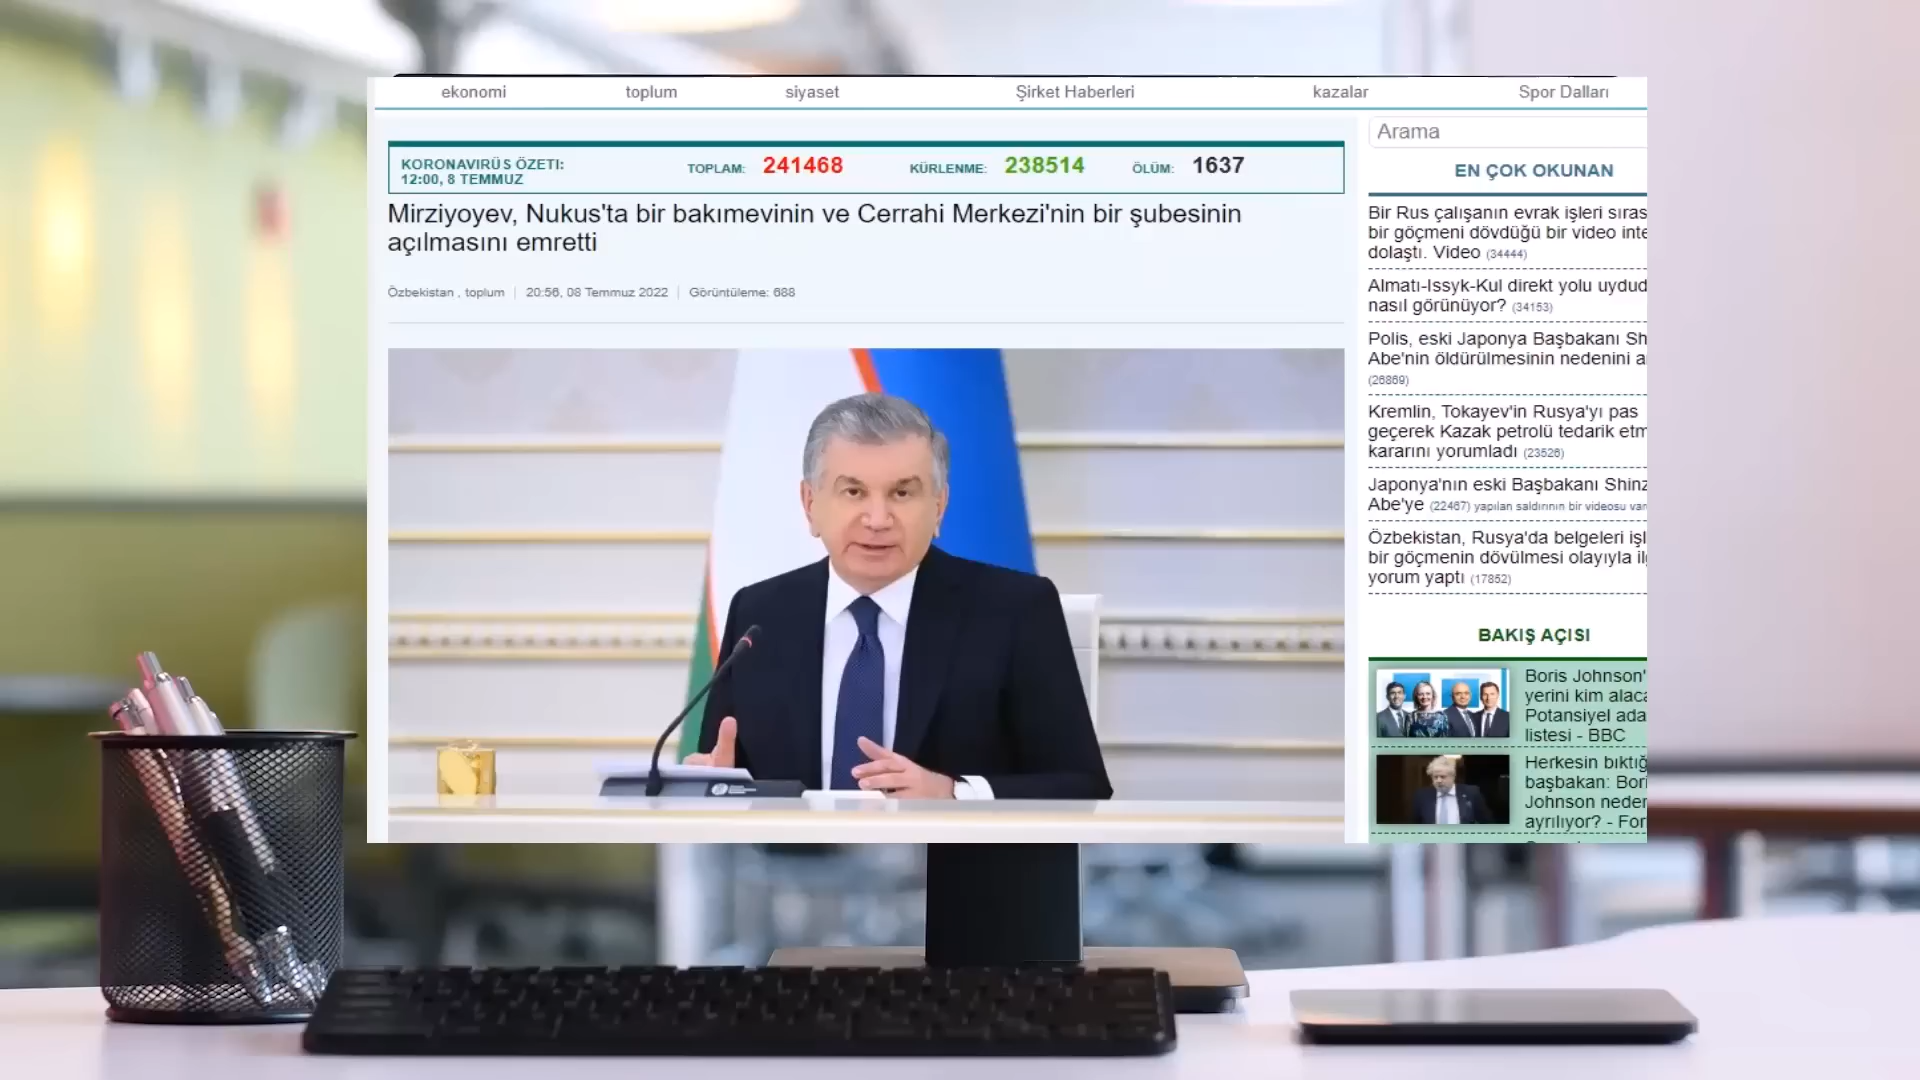 ekonomi toplum siyaset Şirket Haberleri kazalar Spor Dalları
KORONAVIRÜS ÖZETI:
12:00, 8 TEMMUZ
TOPLAM: 241468 KÜRLENME: 238514 ÖLÜM: 1637
Mirziyoyev, Nukus'ta bir bakımevinin ve Cerrahi Merkezi'nin bir şubesinin
açılmasını emretti
Özbekistan , toplum | 20:56, 08 Temmuz 2022 | Görüntüleme: 688
Arama
EN ÇOK OKUNAN
Bir Rus çalışanın evrak işleri sıras
bir göçmeni dövdüğü bir video inte
dolaştı. Video (34444)
Almatı-Issyk-Kul direkt yolu uydud
nasıl görünüyor? (34153)
Polis, eski Japonya Başbakanı Sh
Abe'nin öldürülmesinin nedenini a
(26869)
Kremlin, Tokayev'in Rusya'yı pas
geçerek Kazak petrolü tedarik etm
kararını yorumladı (23526)
Japonya'nın eski Başbakanı Shinz
Abe'ye (22467) yapılan saldırının bir videosu var
Özbekistan, Rusya'da belgeleri işl
bir göçmenin dövülmesi olayıyla il
yorum yaptı (17852)
BAKIŞ AÇISI
Boris Johnson'
yerini kim alaca
Potansiyel ada
listesi - BBC
Herkesin bıktığ
başbakan: Bori
Johnson neder
ayrılıyor? - For